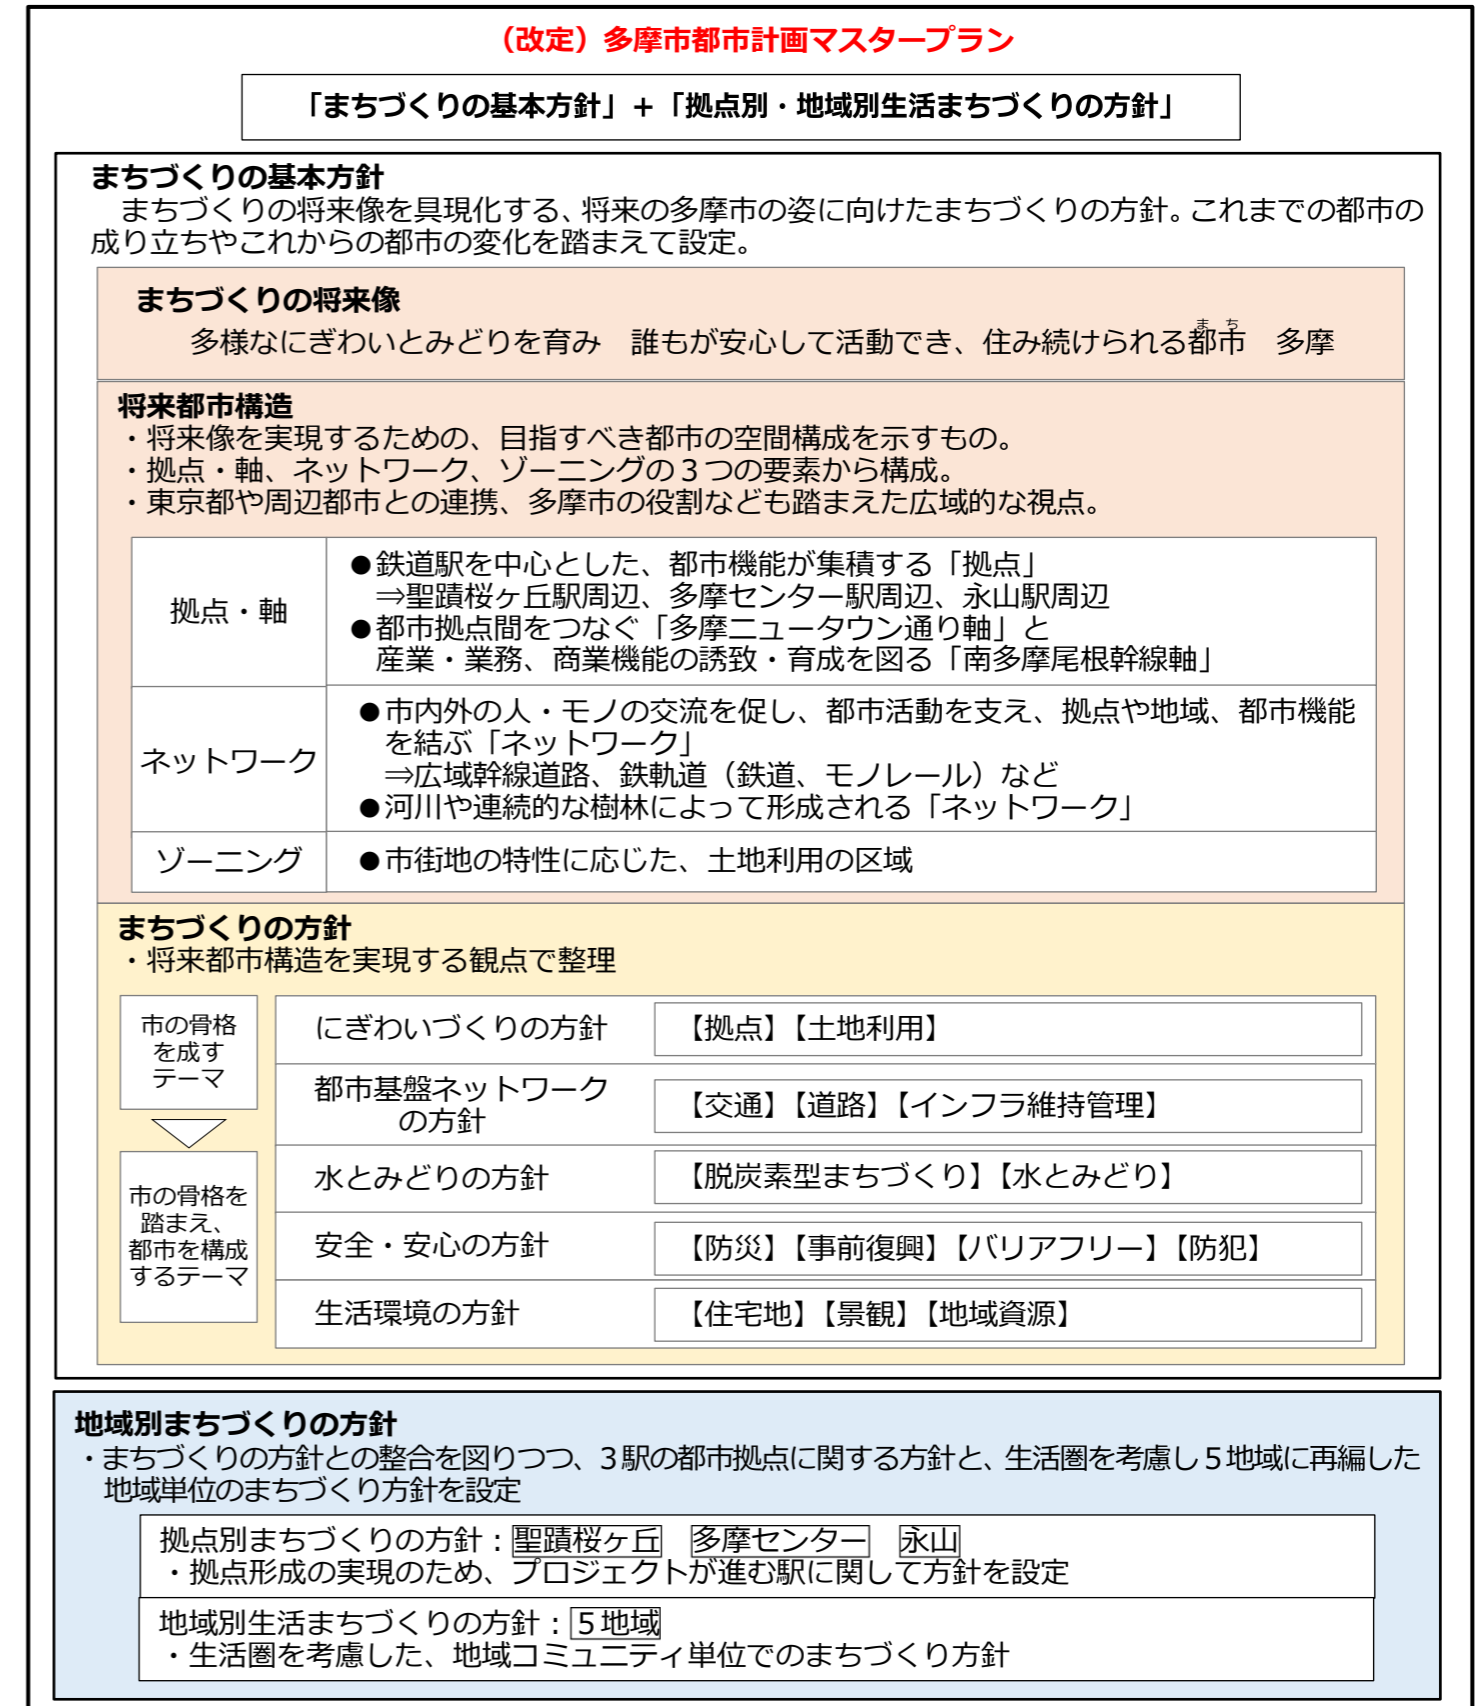 （改定）多摩市都市計画マスタープラン
「まちづくりの基本方針」＋「拠点別・地域別生活まちづくりの方針」
まちづくりの基本方針
まちづくりの将来像を具現化する、将来の多摩市の姿に向けたまちづくりの方針。これまでの都市の
成り立ちやこれからの都市の変化を踏まえて設定。
まちづくりの将来像
多様なにぎわいとみどりを育み　誰もが安心して活動でき、住み続けられる都市　多摩
まち
将来都市構造
・将来像を実現するための、目指すべき都市の空間構成を示すもの。
・拠点・軸、ネットワーク、ゾーニングの３つの要素から構成。
・東京都や周辺都市との連携、多摩市の役割なども踏まえた広域的な視点。
拠点・軸
●鉄道駅を中心とした、都市機能が集積する「拠点」
⇒聖蹟桜ヶ丘駅周辺、多摩センター駅周辺、永山駅周辺
●都市拠点間をつなぐ「多摩ニュータウン通り軸」と
産業・業務、商業機能の誘致・育成を図る「南多摩尾根幹線軸」
ネットワーク
●市内外の人・モノの交流を促し、都市活動を支え、拠点や地域、都市機能
を結ぶ「ネットワーク」
⇒広域幹線道路、鉄軌道（鉄道、モノレール）など
●河川や連続的な樹林によって形成される「ネットワーク」
ゾーニング
●市街地の特性に応じた、土地利用の区域
まちづくりの方針
・将来都市構造を実現する観点で整理
市の骨格
を成す
テーマ
にぎわいづくりの方針
【拠点】【土地利用】
都市基盤ネットワーク
の方針
【交通】【道路】【インフラ維持管理】
市の骨格を
踏まえ、
都市を構成
するテーマ
水とみどりの方針
【脱炭素型まちづくり】【水とみどり】
安全・安心の方針
【防災】【事前復興】【バリアフリー】【防犯】
生活環境の方針
【住宅地】【景観】【地域資源】
地域別まちづくりの方針
・まちづくりの方針との整合を図りつつ、３駅の都市拠点に関する方針と、生活圏を考慮し５地域に再編した
地域単位のまちづくり方針を設定
拠点別まちづくりの方針：聖蹟桜ヶ丘　多摩センター　永山
・拠点形成の実現のため、プロジェクトが進む駅に関して方針を設定
地域別生活まちづくりの方針：５地域
・生活圏を考慮した、地域コミュニティ単位でのまちづくり方針